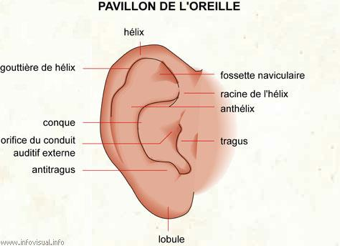 PAVILLON DE L'OREILLE
hélix
gouttière de hélix
fossette naviculaire
racine de l'hélix
anthélix
conque
orifice du conduit
auditif externe
tragus
antitragus
lobule
www.infovisual.info